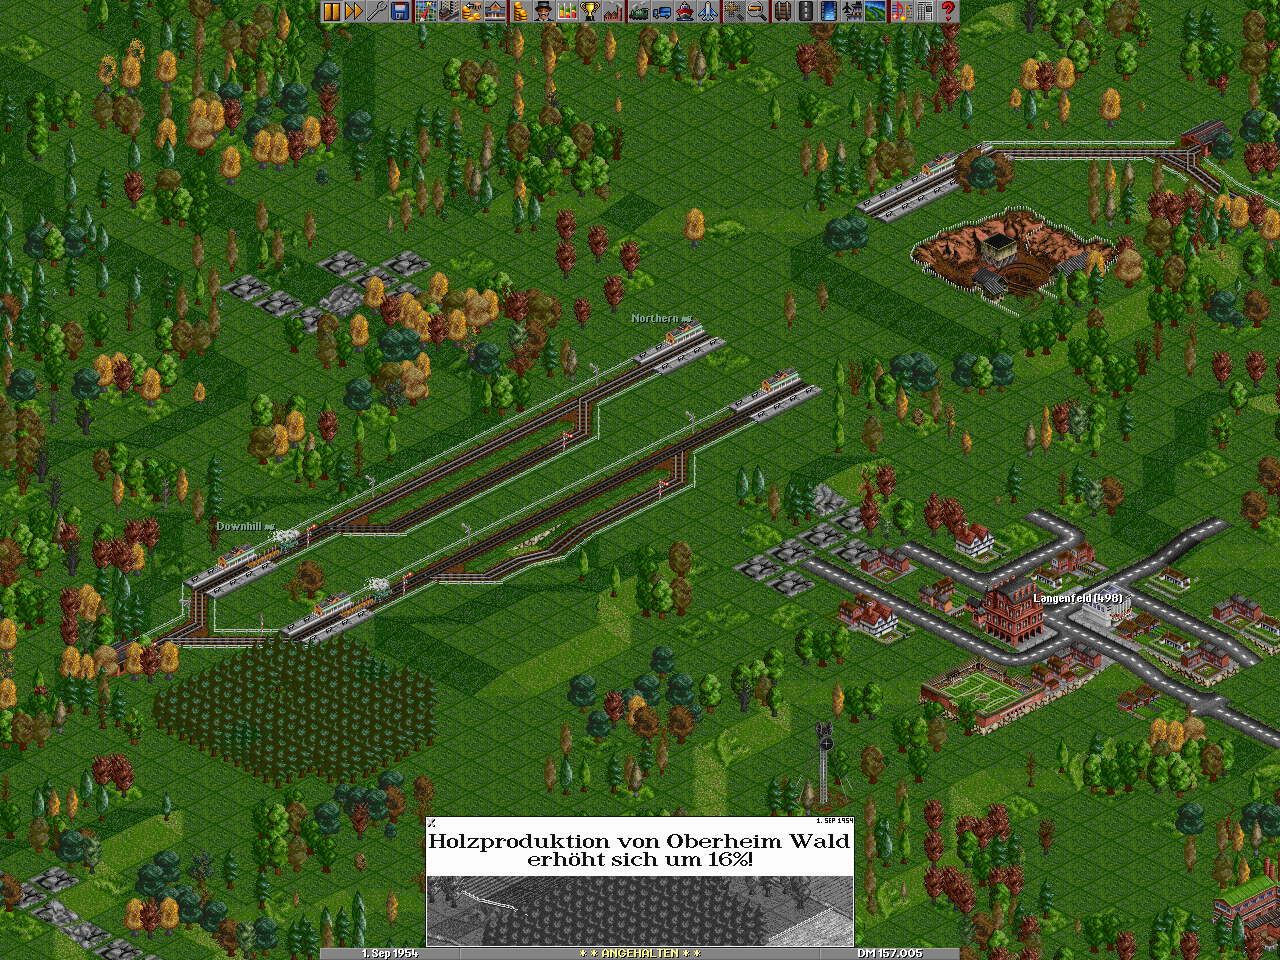 Northern
Downhill
Langenfeld (498)
1. SEP 1954
Holzproduktion von Oberheim Wald
erhöht sich um 16%!
1. Sep 1954
* * ANGEHALTEN * *
DM 157.005